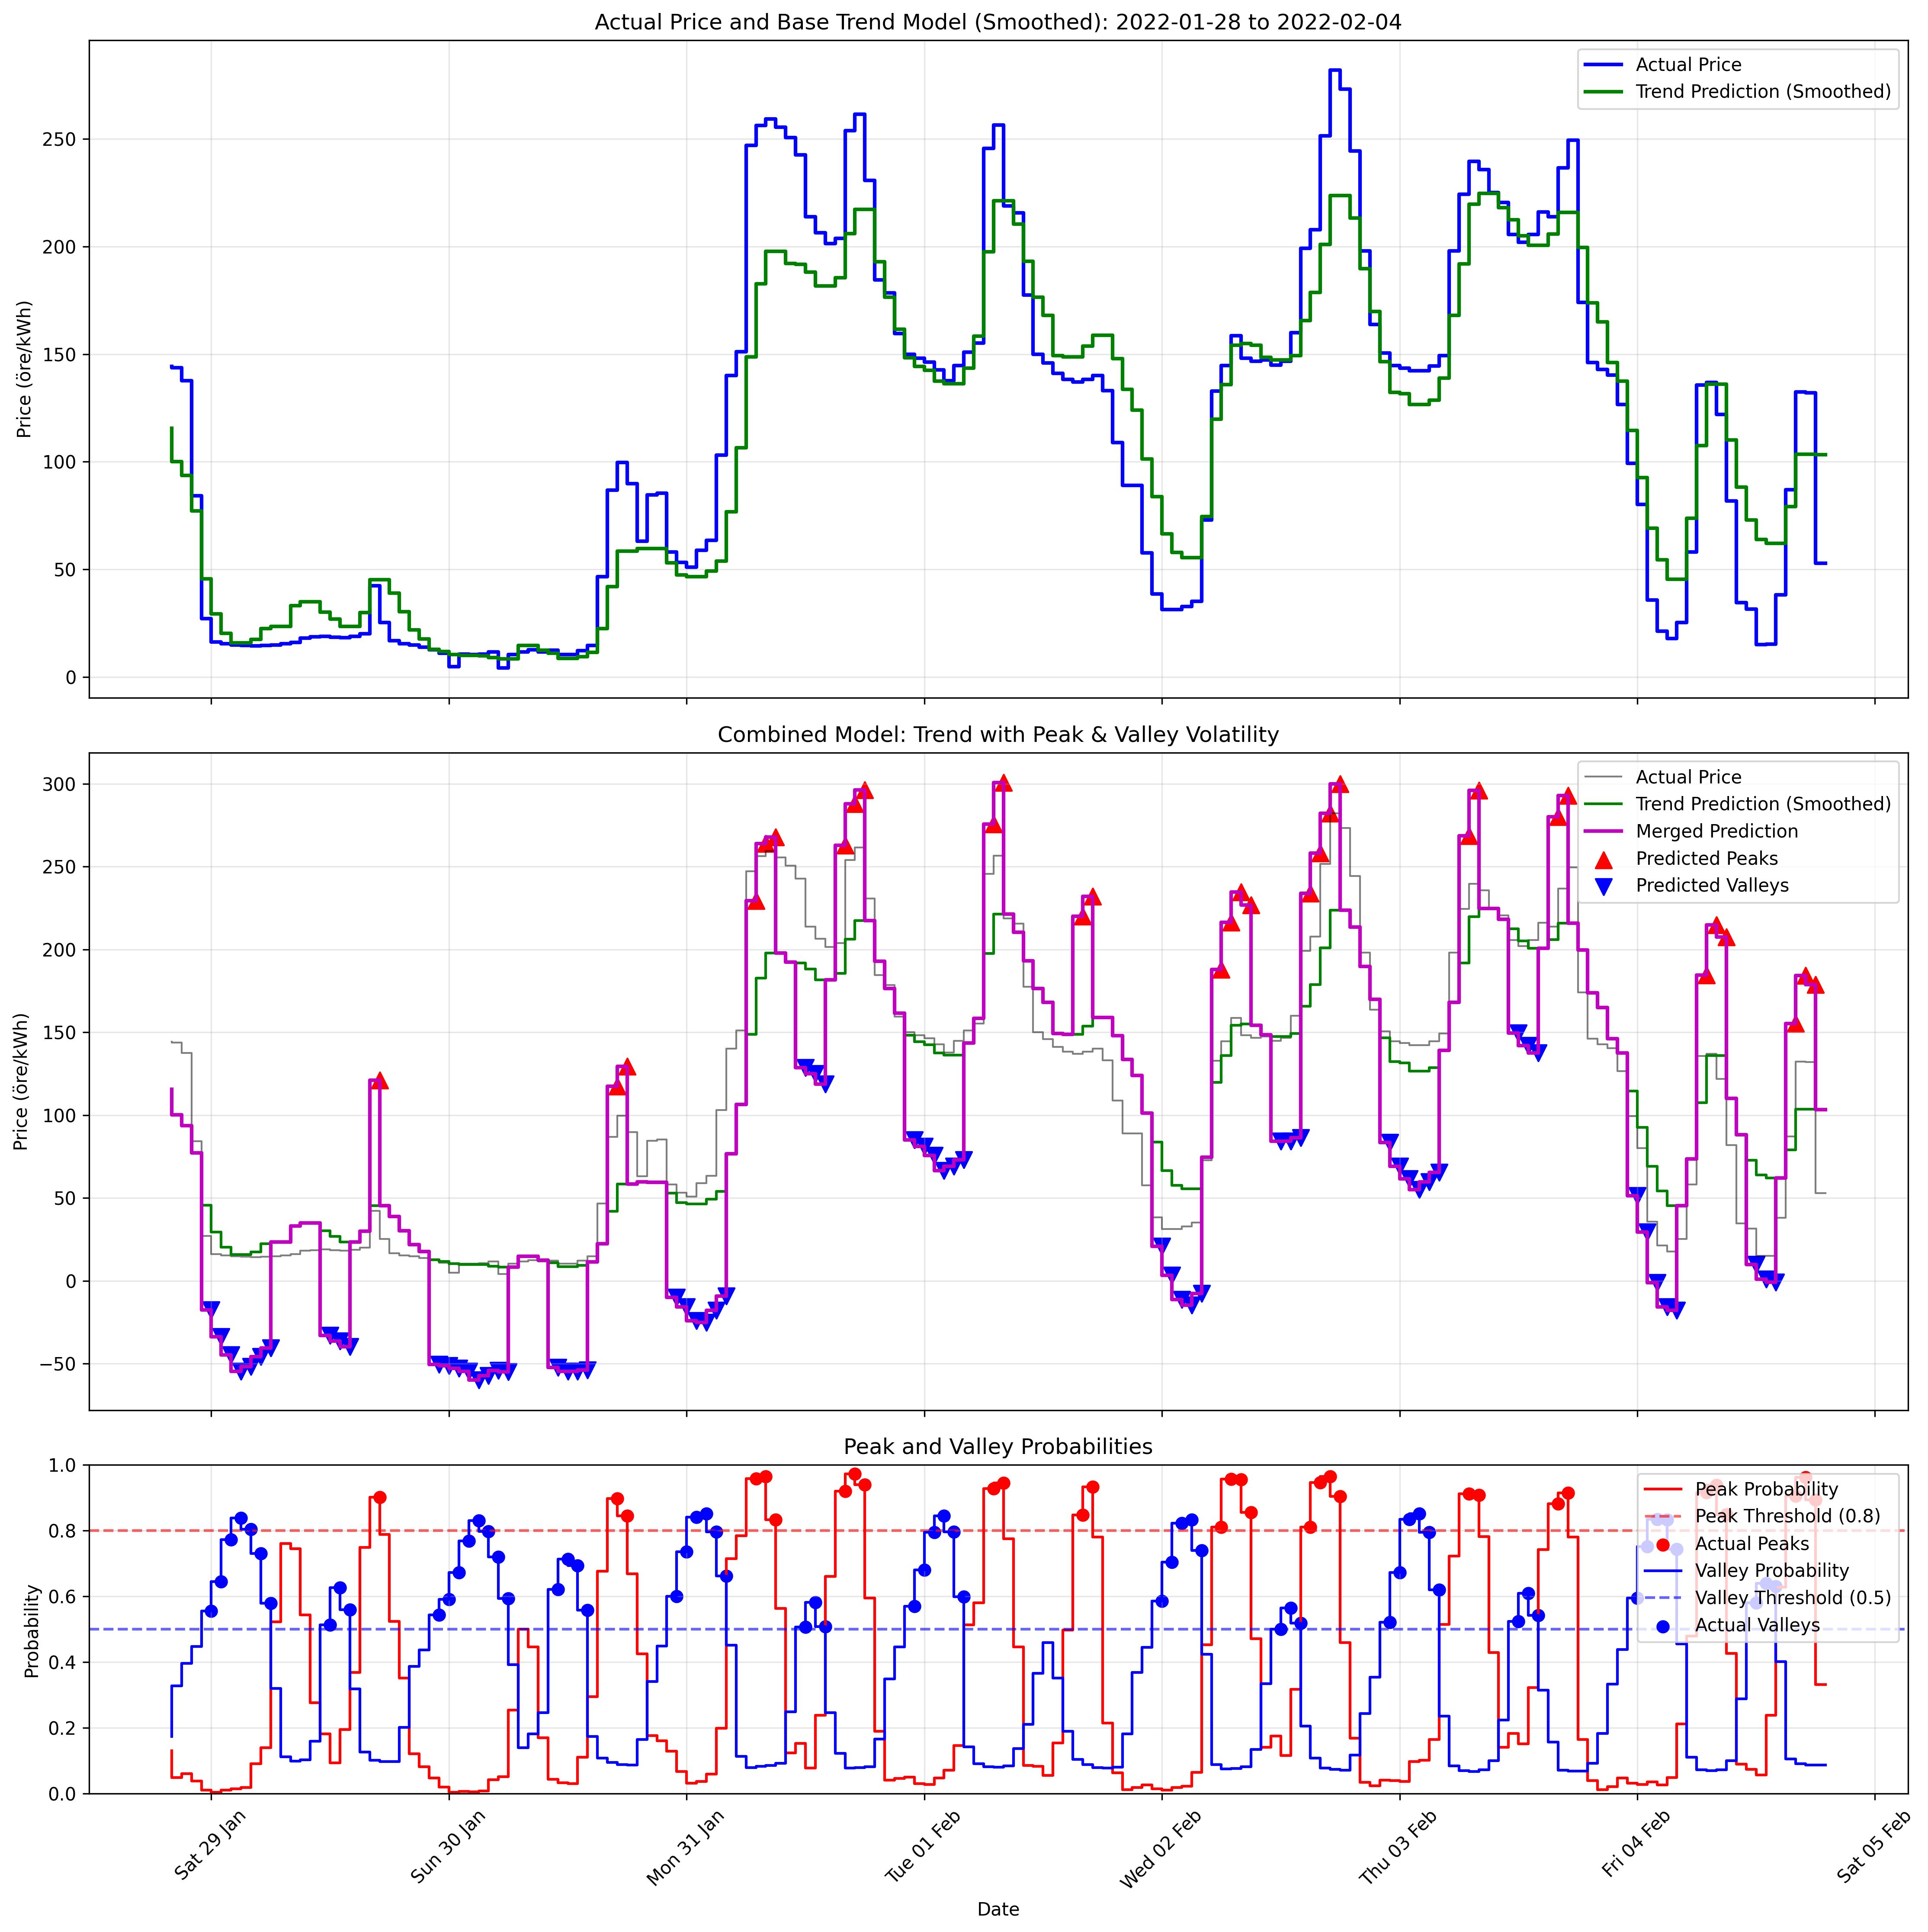 Actual Price and Base Trend Model (Smoothed): 2022-01-28 to 2022-02-04
Price (öre/kWh)
250
200
150
100
50
0
Actual Price
Trend Prediction (Smoothed)
Combined Model: Trend with Peak & Valley Volatility
Price (öre/kWh)
300
250
200
150
100
50
0
−50
Actual Price
Trend Prediction (Smoothed)
Merged Prediction
Predicted Peaks
Predicted Valleys
Peak and Valley Probabilities
Probability
1.0
0.8
0.6
0.4
0.2
0.0
Peak Probability
Peak Threshold (0.8)
Actual Peaks
Valley Probability
Valley Threshold (0.5)
Actual Valleys
Sat 29 Jan
Sun 30 Jan
Mon 31 Jan
Tue 01 Feb
Wed 02 Feb
Thu 03 Feb
Fri 04 Feb
Sat 05 Feb
Date